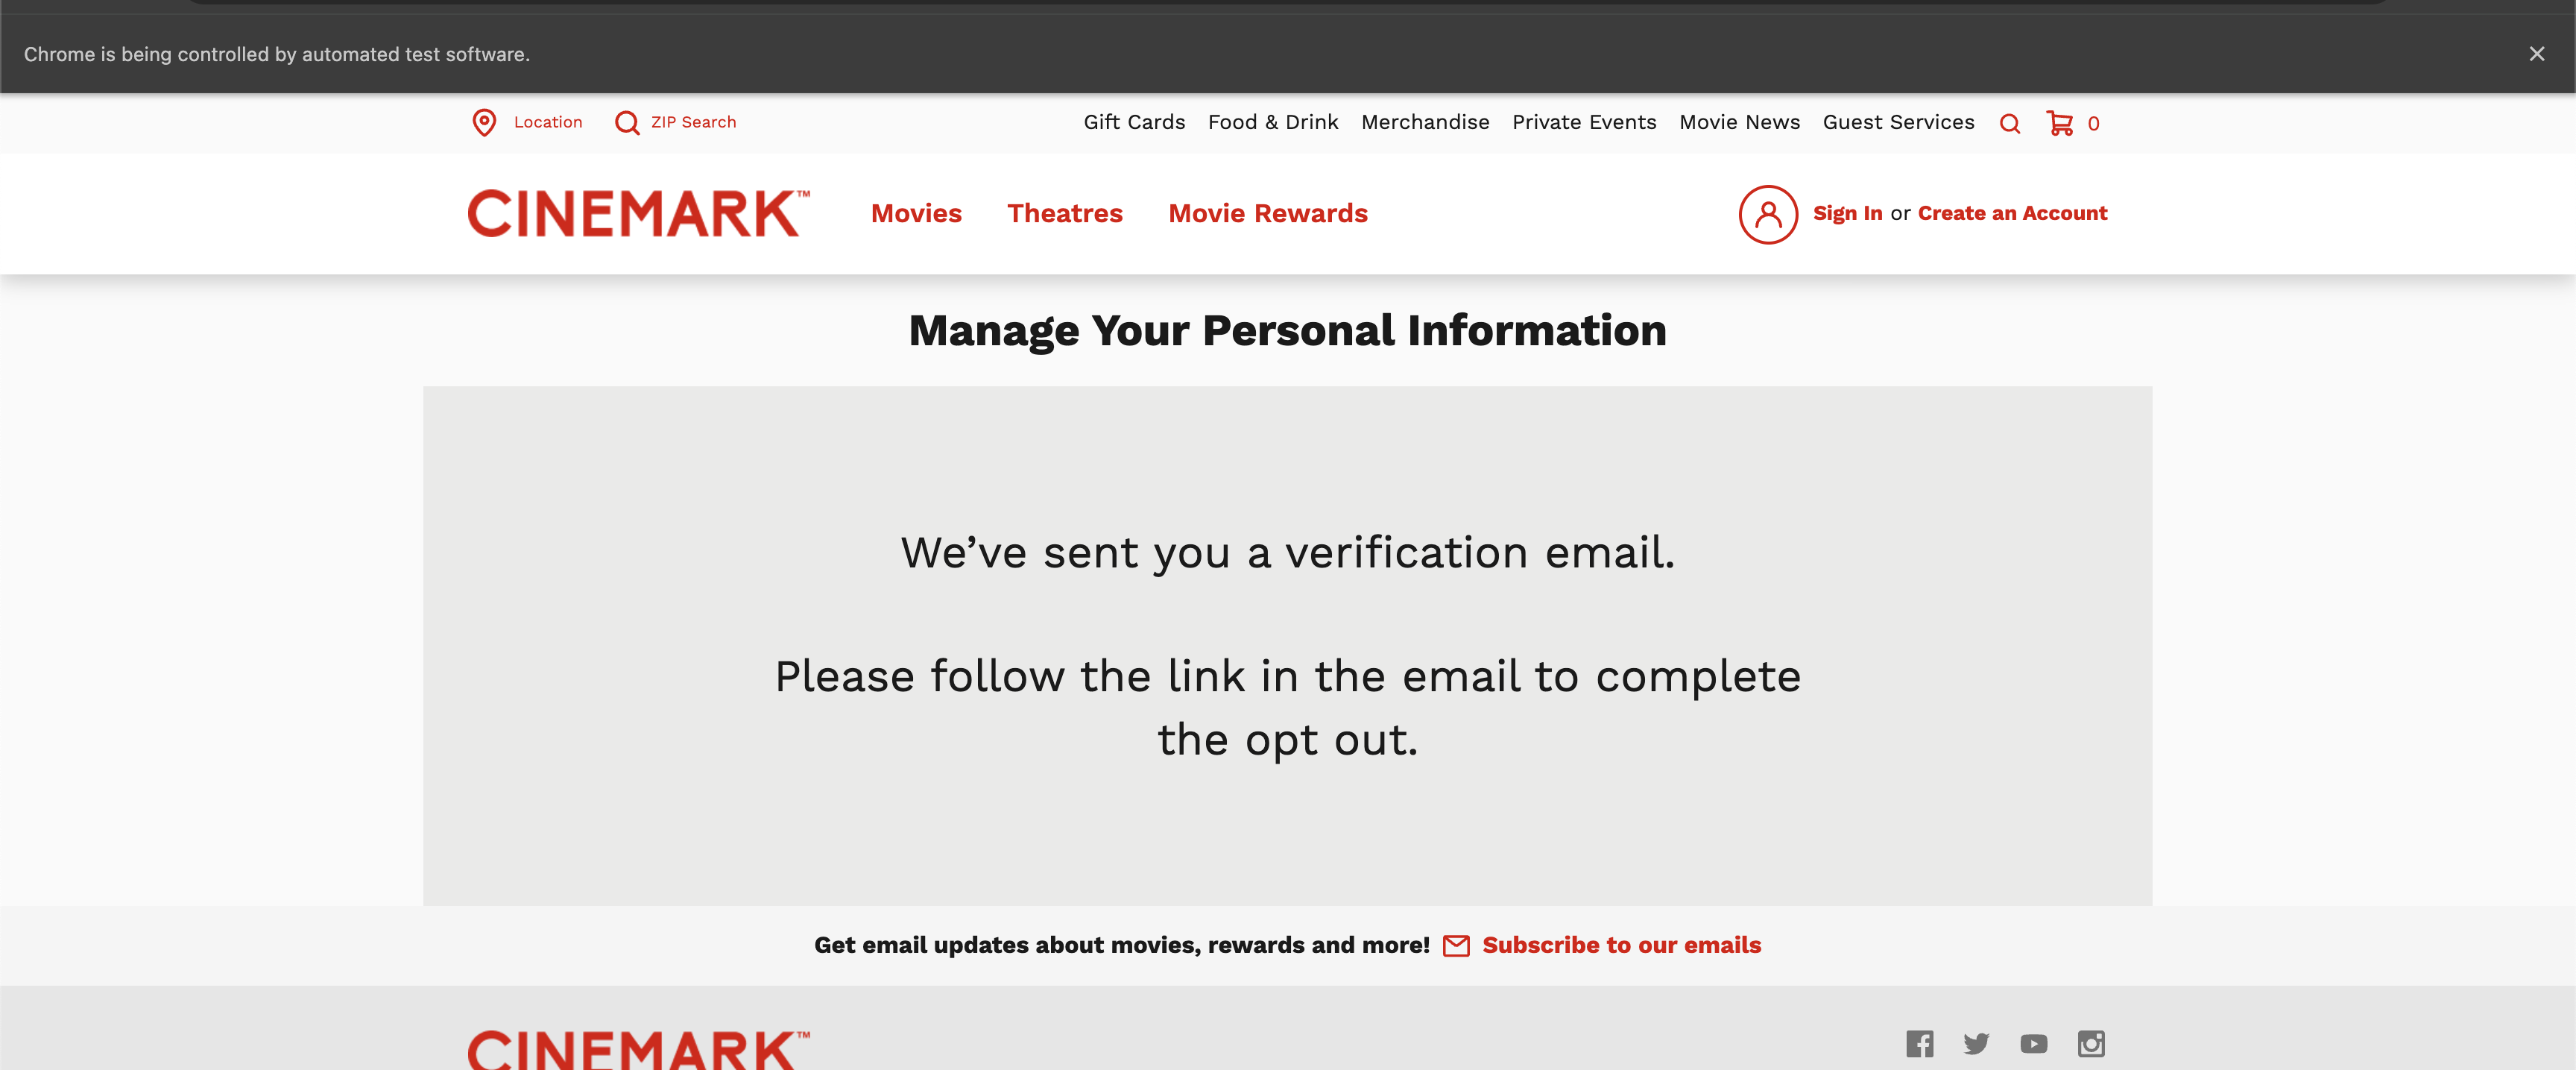 Chrome is being controlled by automated test software.
Location ZIP Search Gift Cards Food & Drink Merchandise Private Events Movie News Guest Services 0
CINEMARK™ Movies Theatres Movie Rewards Sign In or Create an Account
Manage Your Personal Information
We’ve sent you a verification email.
Please follow the link in the email to complete
the opt out.
Get email updates about movies, rewards and more! Subscribe to our emails
CINEMARK™